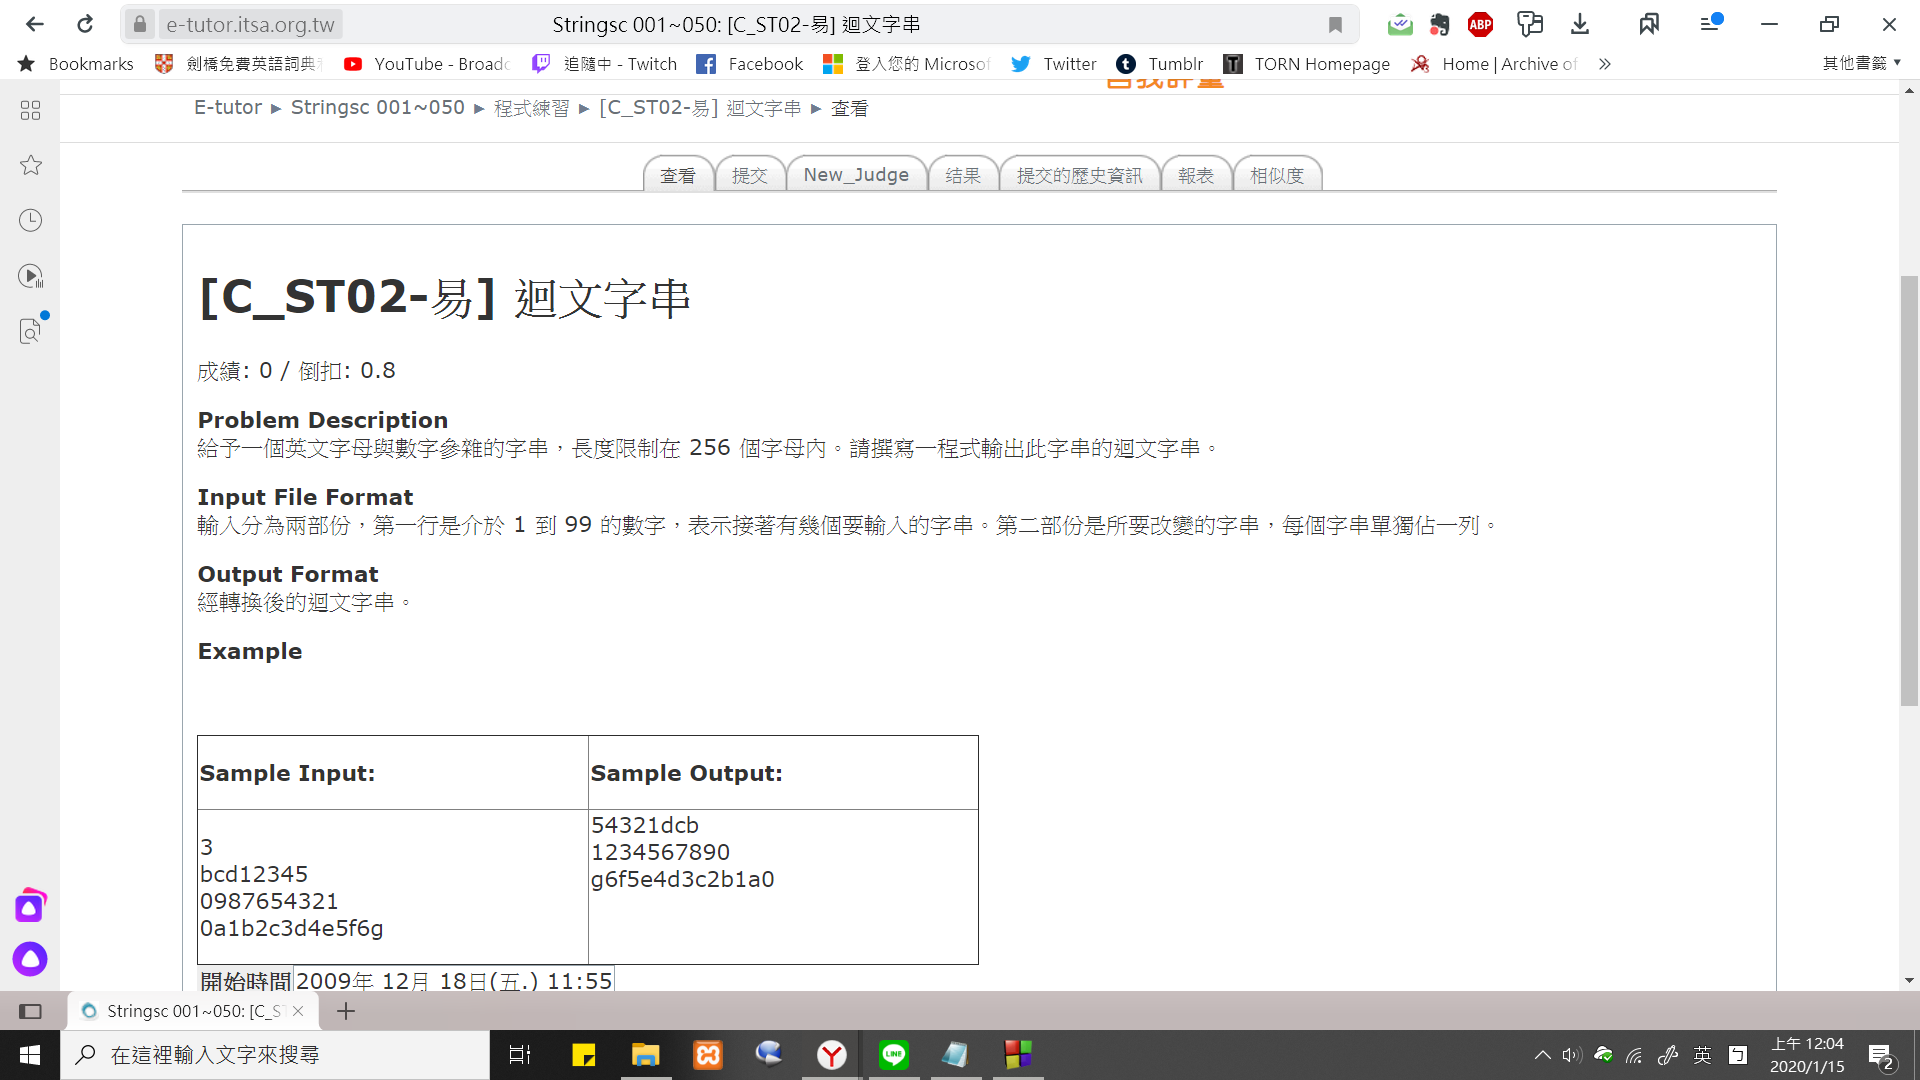 e-tutor.itsa.org.tw
Stringsc 001~050: [C_ST02-易] 迴文字串
ABP
Bookmarks
劍橋免費英語詞典
YouTube - Broadc
追隨中 - Twitch
Facebook
登入您的 Microsof
Twitter
Tumblr
TORN Homepage
Home | Archive of
其他書籤
自我評量
E-tutor ► Stringsc 001~050 ► 程式練習 ► [C_ST02-易] 迴文字串 ► 查看
查看
提交
New_Judge
结果
提交的歷史資訊
報表
相似度
[C_ST02-易] 迴文字串
成績: 0 / 倒扣: 0.8
Problem Description
給予一個英文字母與數字參雜的字串，長度限制在 256 個字母內。請撰寫一程式輸出此字串的迴文字串。
Input File Format
輸入分為兩部份，第一行是介於 1 到 99 的數字，表示接著有幾個要輸入的字串。第二部份是所要改變的字串，每個字串單獨佔一列。
Output Format
經轉換後的迴文字串。
Example
Sample Input:
Sample Output:
3
bcd12345
0987654321
0a1b2c3d4e5f6g
54321dcb
1234567890
g6f5e4d3c2b1a0
開始時間
2009年 12月 18日(五.) 11:55
Stringsc 001~050: [C_S
在這裡輸入文字來搜尋
LINE
英
上午 12:04
2020/1/15
2